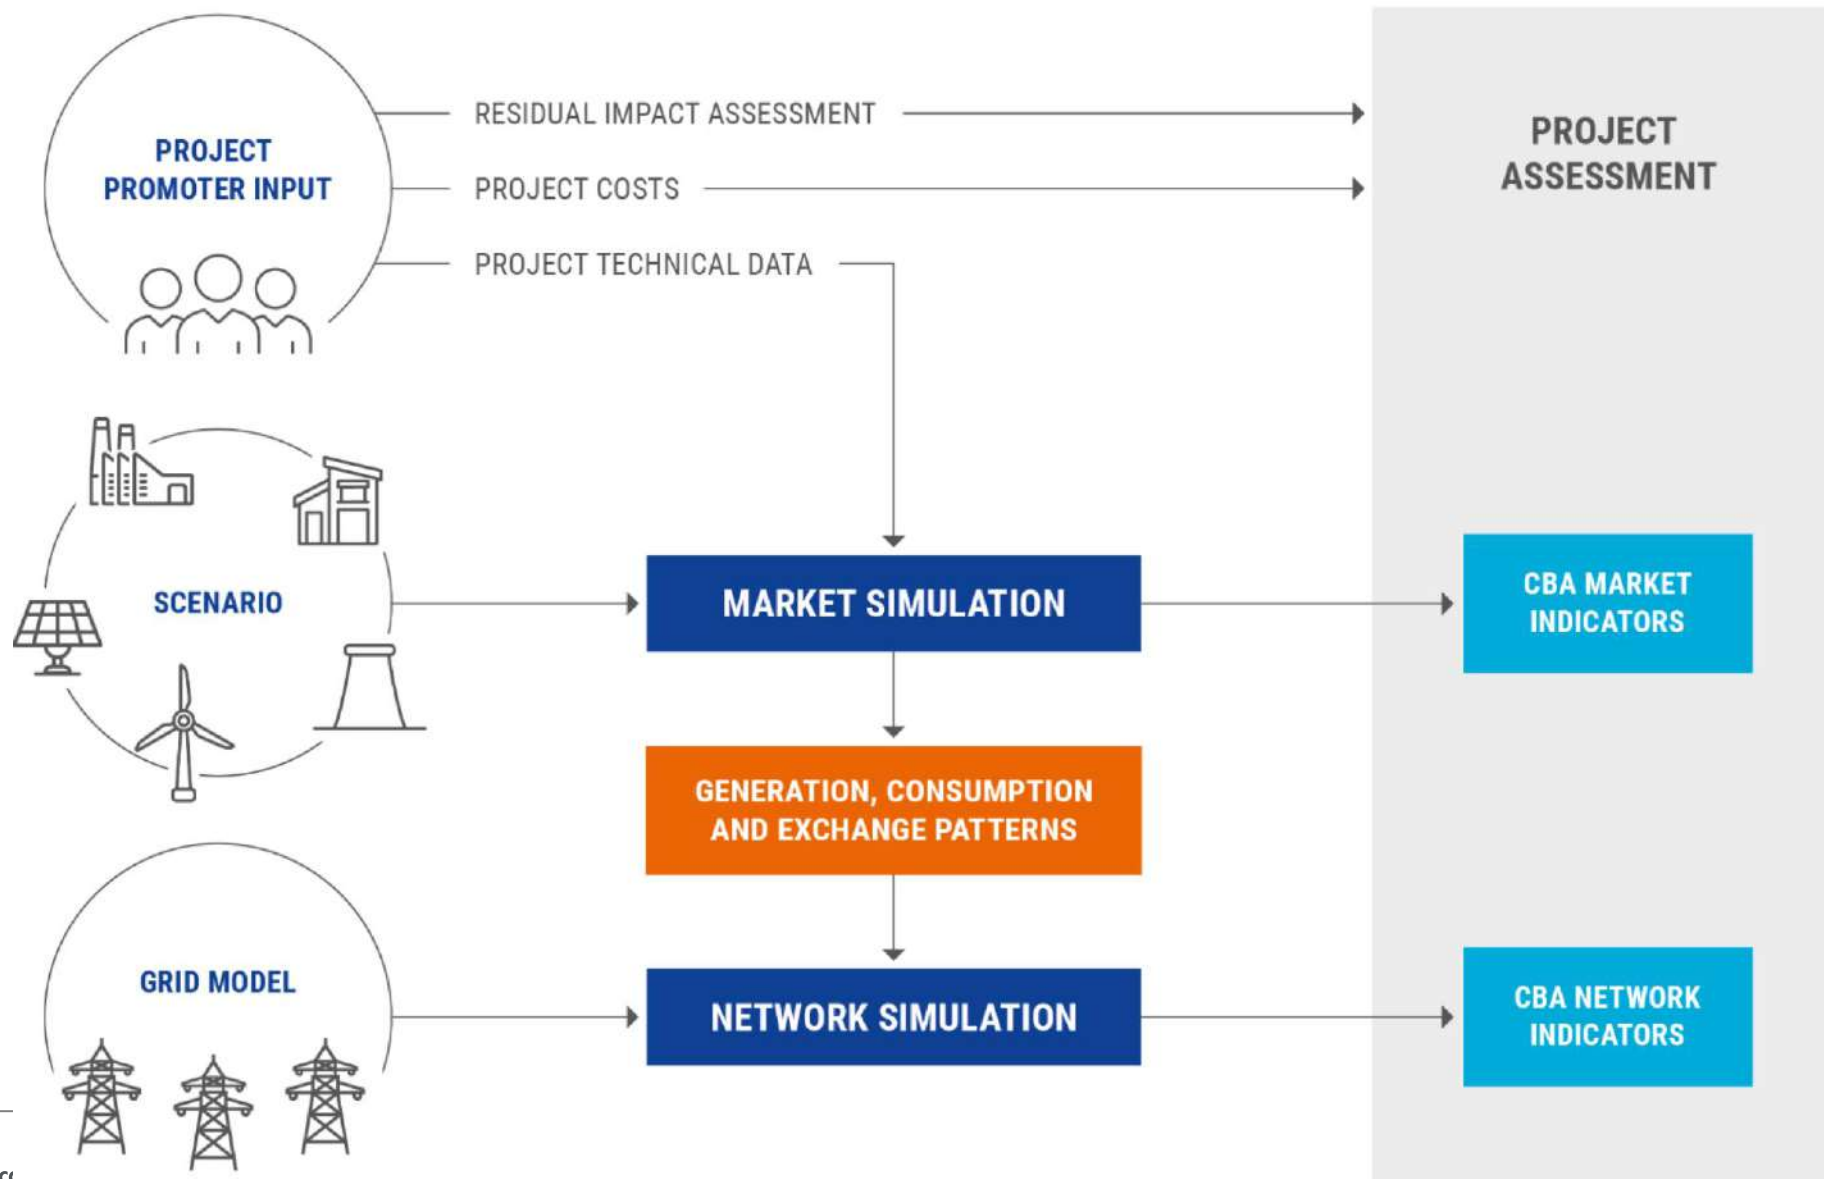 PROJECT
PROMOTER INPUT
RESIDUAL IMPACT ASSESSMENT
PROJECT COSTS
PROJECT TECHNICAL DATA
PROJECT
ASSESSMENT
SCENARIO
MARKET SIMULATION
CBA MARKET
INDICATORS
GENERATION, CONSUMPTION
AND EXCHANGE PATTERNS
GRID MODEL
NETWORK SIMULATION
CBA NETWORK
INDICATORS